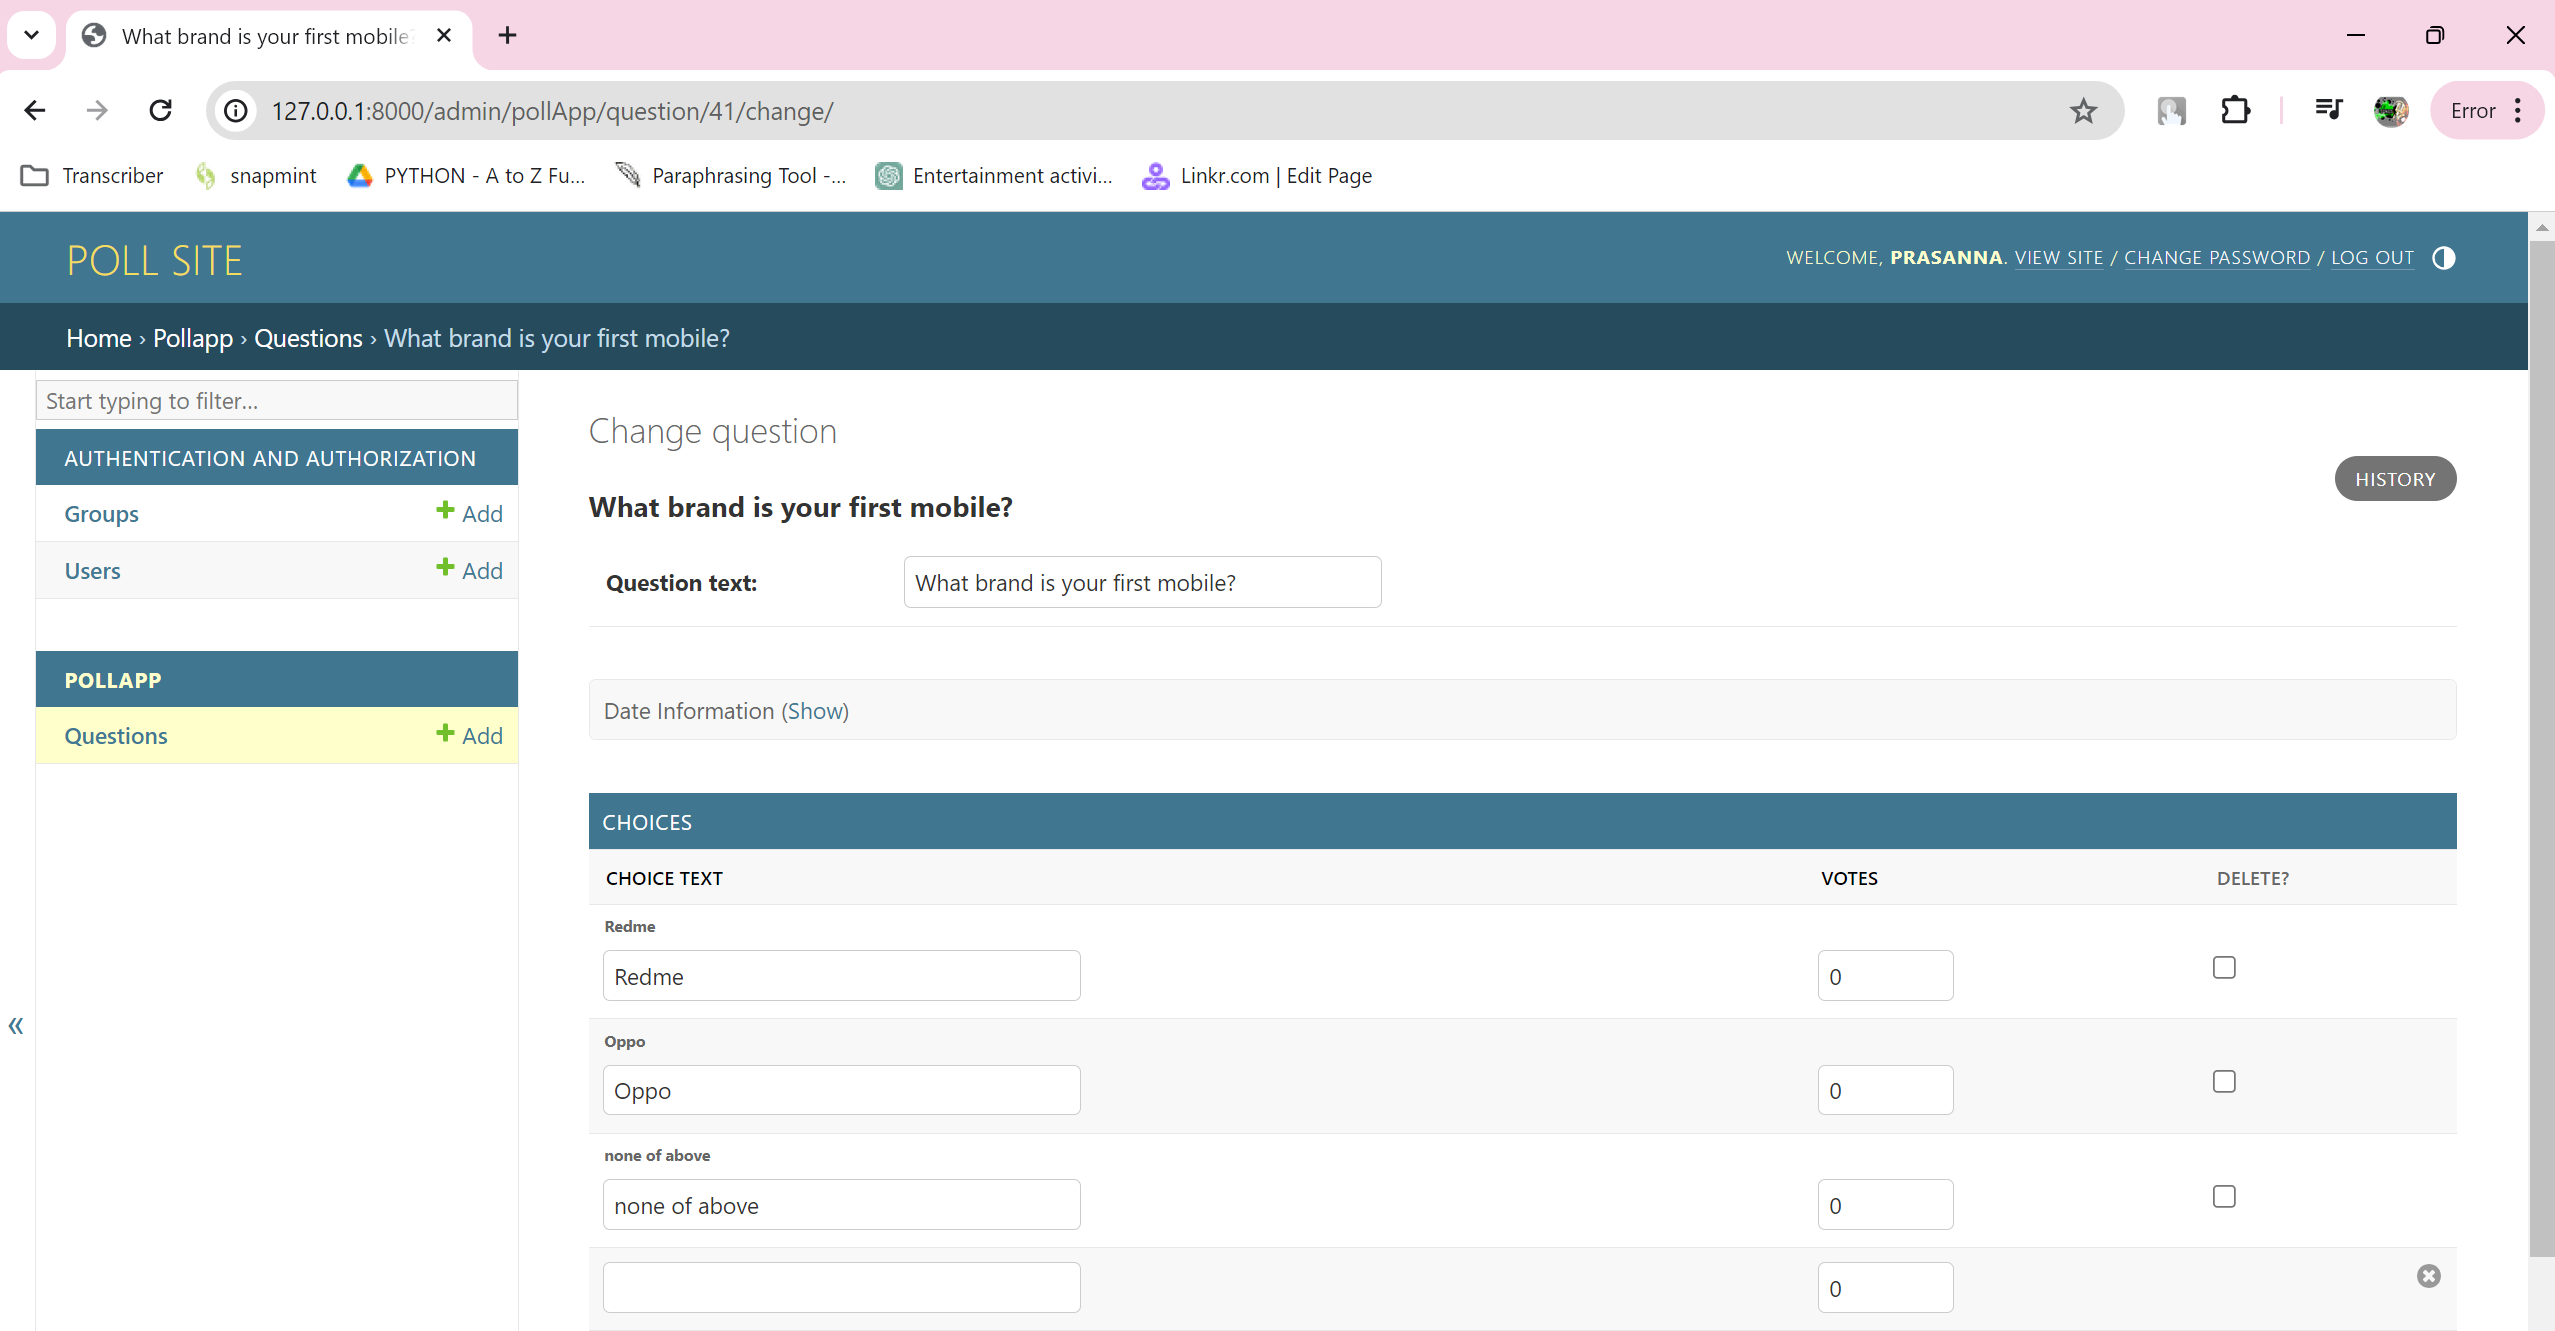 What brand is your first mobile?
127.0.0.1:8000/admin/pollApp/question/41/change/
Error
Transcriber
snapmint
PYTHON - A to Z Fu...
Paraphrasing Tool -...
Entertainment activi...
Linkr.com | Edit Page
POLL SITE
WELCOME, PRASANNA. VIEW SITE / CHANGE PASSWORD / LOG OUT
Home › Pollapp › Questions › What brand is your first mobile?
Start typing to filter...
AUTHENTICATION AND AUTHORIZATION
Groups + Add
Users + Add
POLLAPP
Questions + Add
«
Change question
HISTORY
What brand is your first mobile?
Question text: What brand is your first mobile?
Date Information (Show)
CHOICES
CHOICE TEXT VOTES DELETE?
Redme
Redme 0
Oppo
Oppo 0
none of above
none of above 0
0